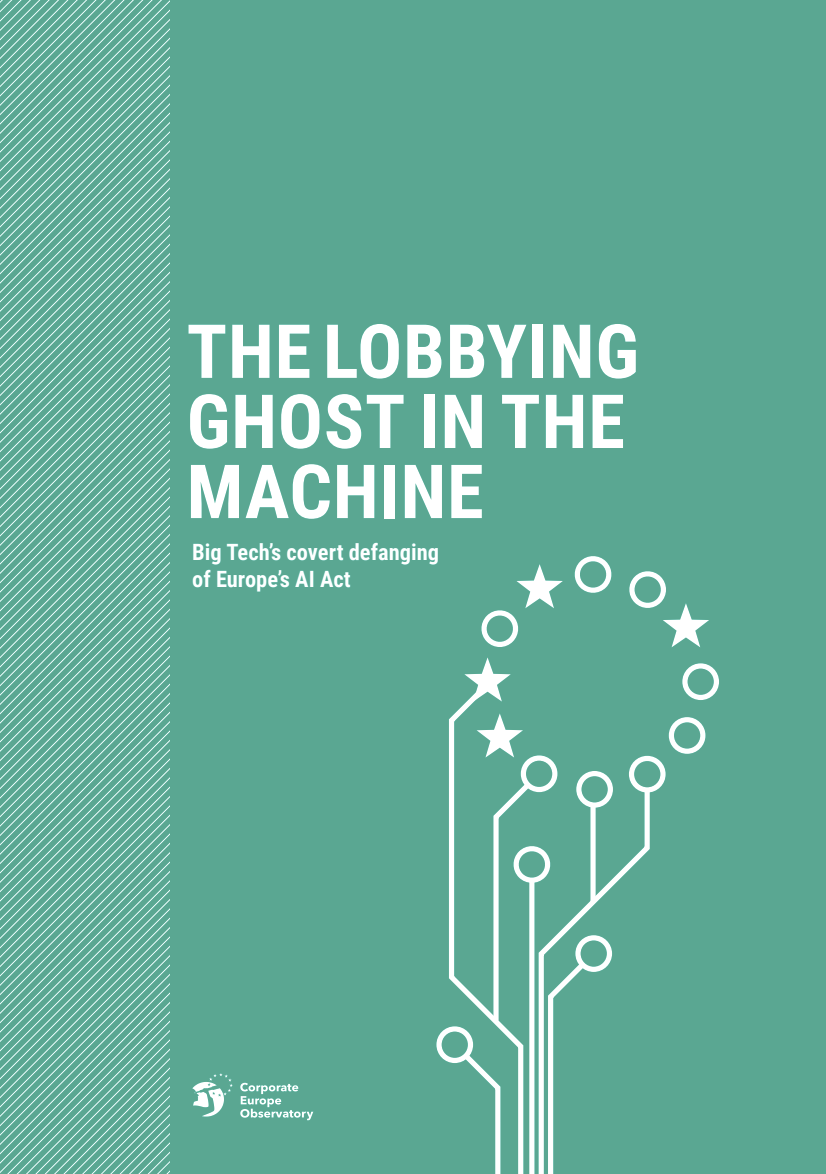 THE LOBBYING
GHOST IN THE
MACHINE
Big Tech's covert defanging
of Europe's AI Act
Corporate
Europe
Observatory